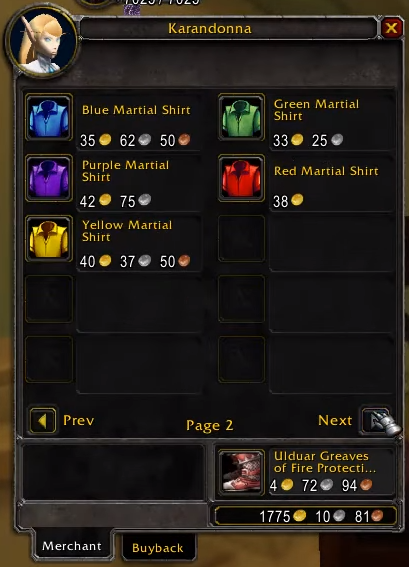 Karandonna
Blue Martial Shirt
35 62 50
Green Martial
Shirt
33 25
Purple Martial
Shirt
42 75
Red Martial Shirt
38
Yellow Martial
Shirt
40 37 50
Prev
Page 2
Next
Ulduar Greaves
of Fire Protecti...
4 72 94
1775 10 81
Merchant
Buyback